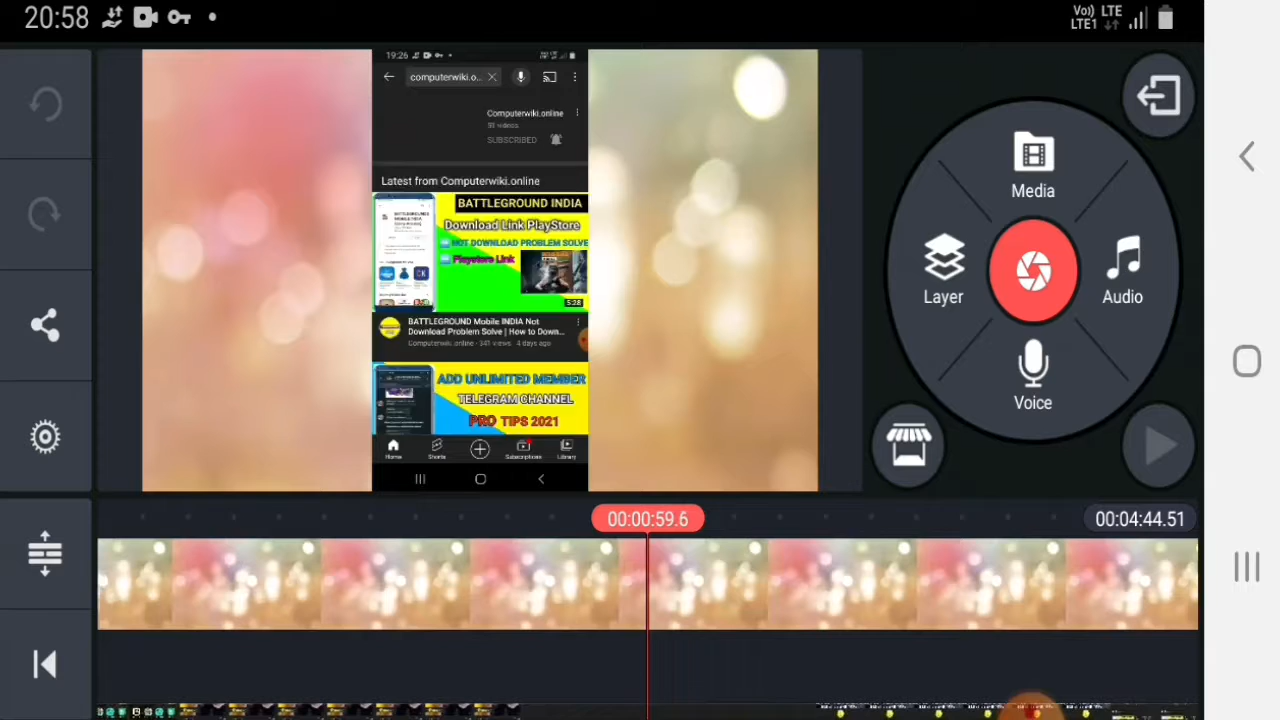 20:58
Vo) LTE
LTE1
19:26
computerwiki.o...
Computerwiki.online
SUBSCRIBED
Latest from Computerwiki.online
BATTLEGROUND INDIA
Download Link PlayStore
NOT DOWNLOAD PROBLEM SOLVE
Playstore Link
5:28
BATTLEGROUND Mobile INDIA Not
Download Problem Solve | How to Down...
Computerwiki.online - 341 views - 4 days ago
ADD UNLIMITED MEMBER
TELEGRAM CHANNEL
PRO TIPS 2021
Home
Shorts
Subscriptions
Library
Media
Layer
Audio
Voice
00:00:59.6
00:04:44.51